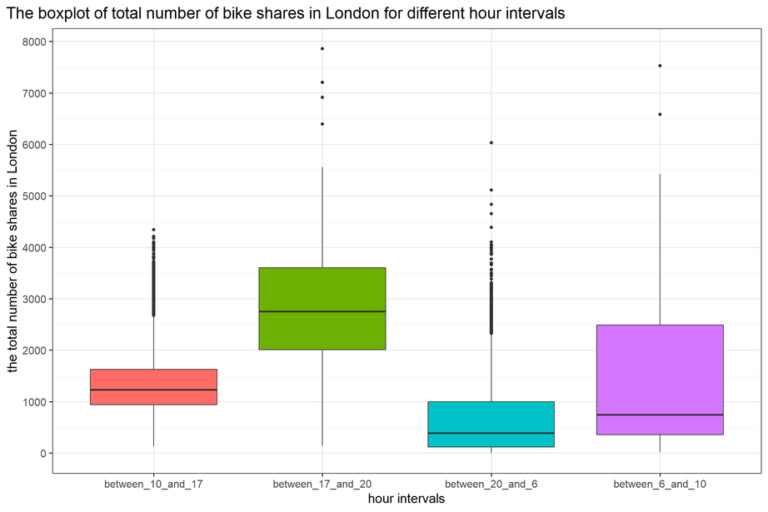 The boxplot of total number of bike shares in London for different hour intervals
the total number of bike shares in London
8000
7000
6000
5000
4000
3000
2000
1000
0
between_10_and_17
between_17_and_20
between_20_and_6
between_6_and_10
hour intervals